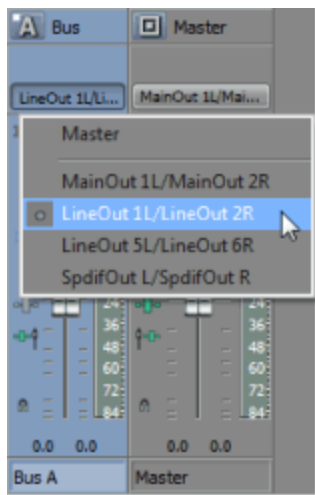 A Bus
Master
LineOut 1L/Li...
MainOut 1L/Mai...
Master
MainOut 1L/MainOut 2R
LineOut 1L/LineOut 2R
LineOut 5L/LineOut 6R
SpdifOut L/SpdifOut R
24 24
36 36
48 48
60 60
72 72
84 84
0.0 0.0 0.0 0.0
Bus A
Master